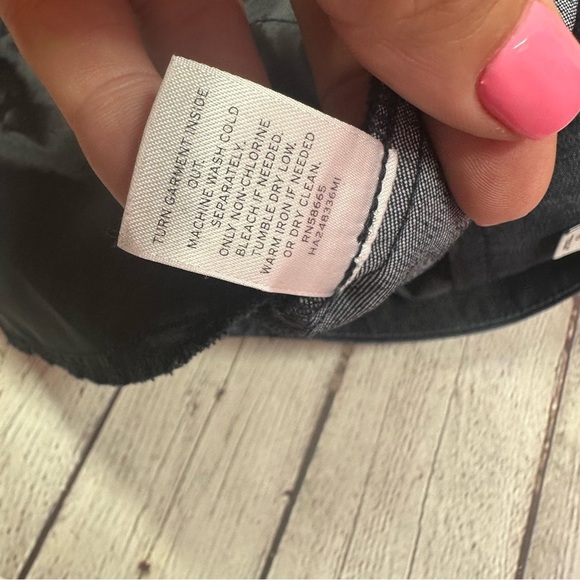 TURN GARMENT INSIDE
OUT.
MACHINE WASH COLD
SEPARATELY.
ONLY NON-CHLORINE
BLEACH IF NEEDED.
TUMBLE DRY LOW.
WARM IRON IF NEEDED
OR DRY CLEAN.
RN58665
HA248336MI